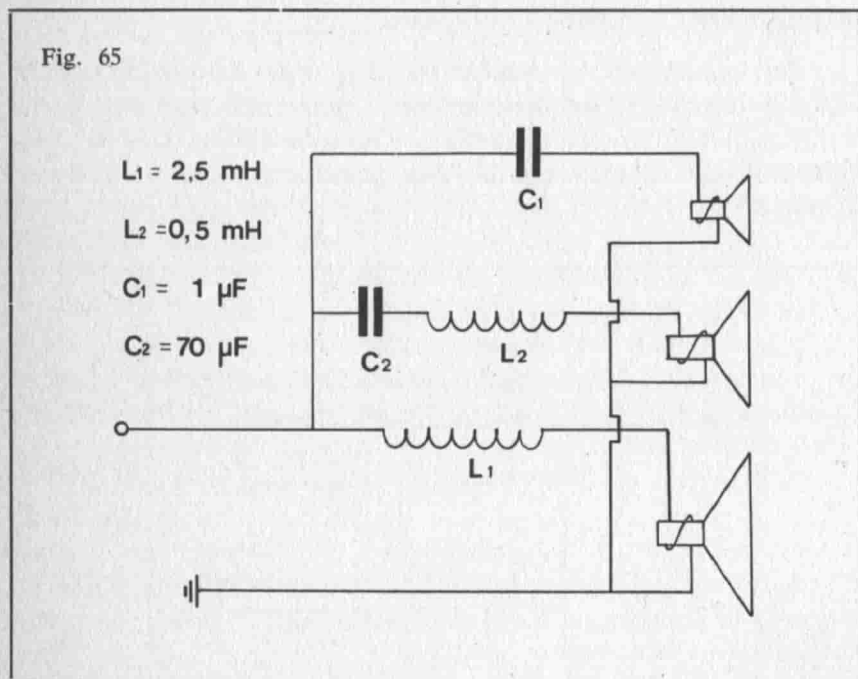 Fig. 65
L1 = 2,5 mH
L2 =0,5 mH
C1 = 1 µF
C2 =70 µF
C1
C2
L2
L1